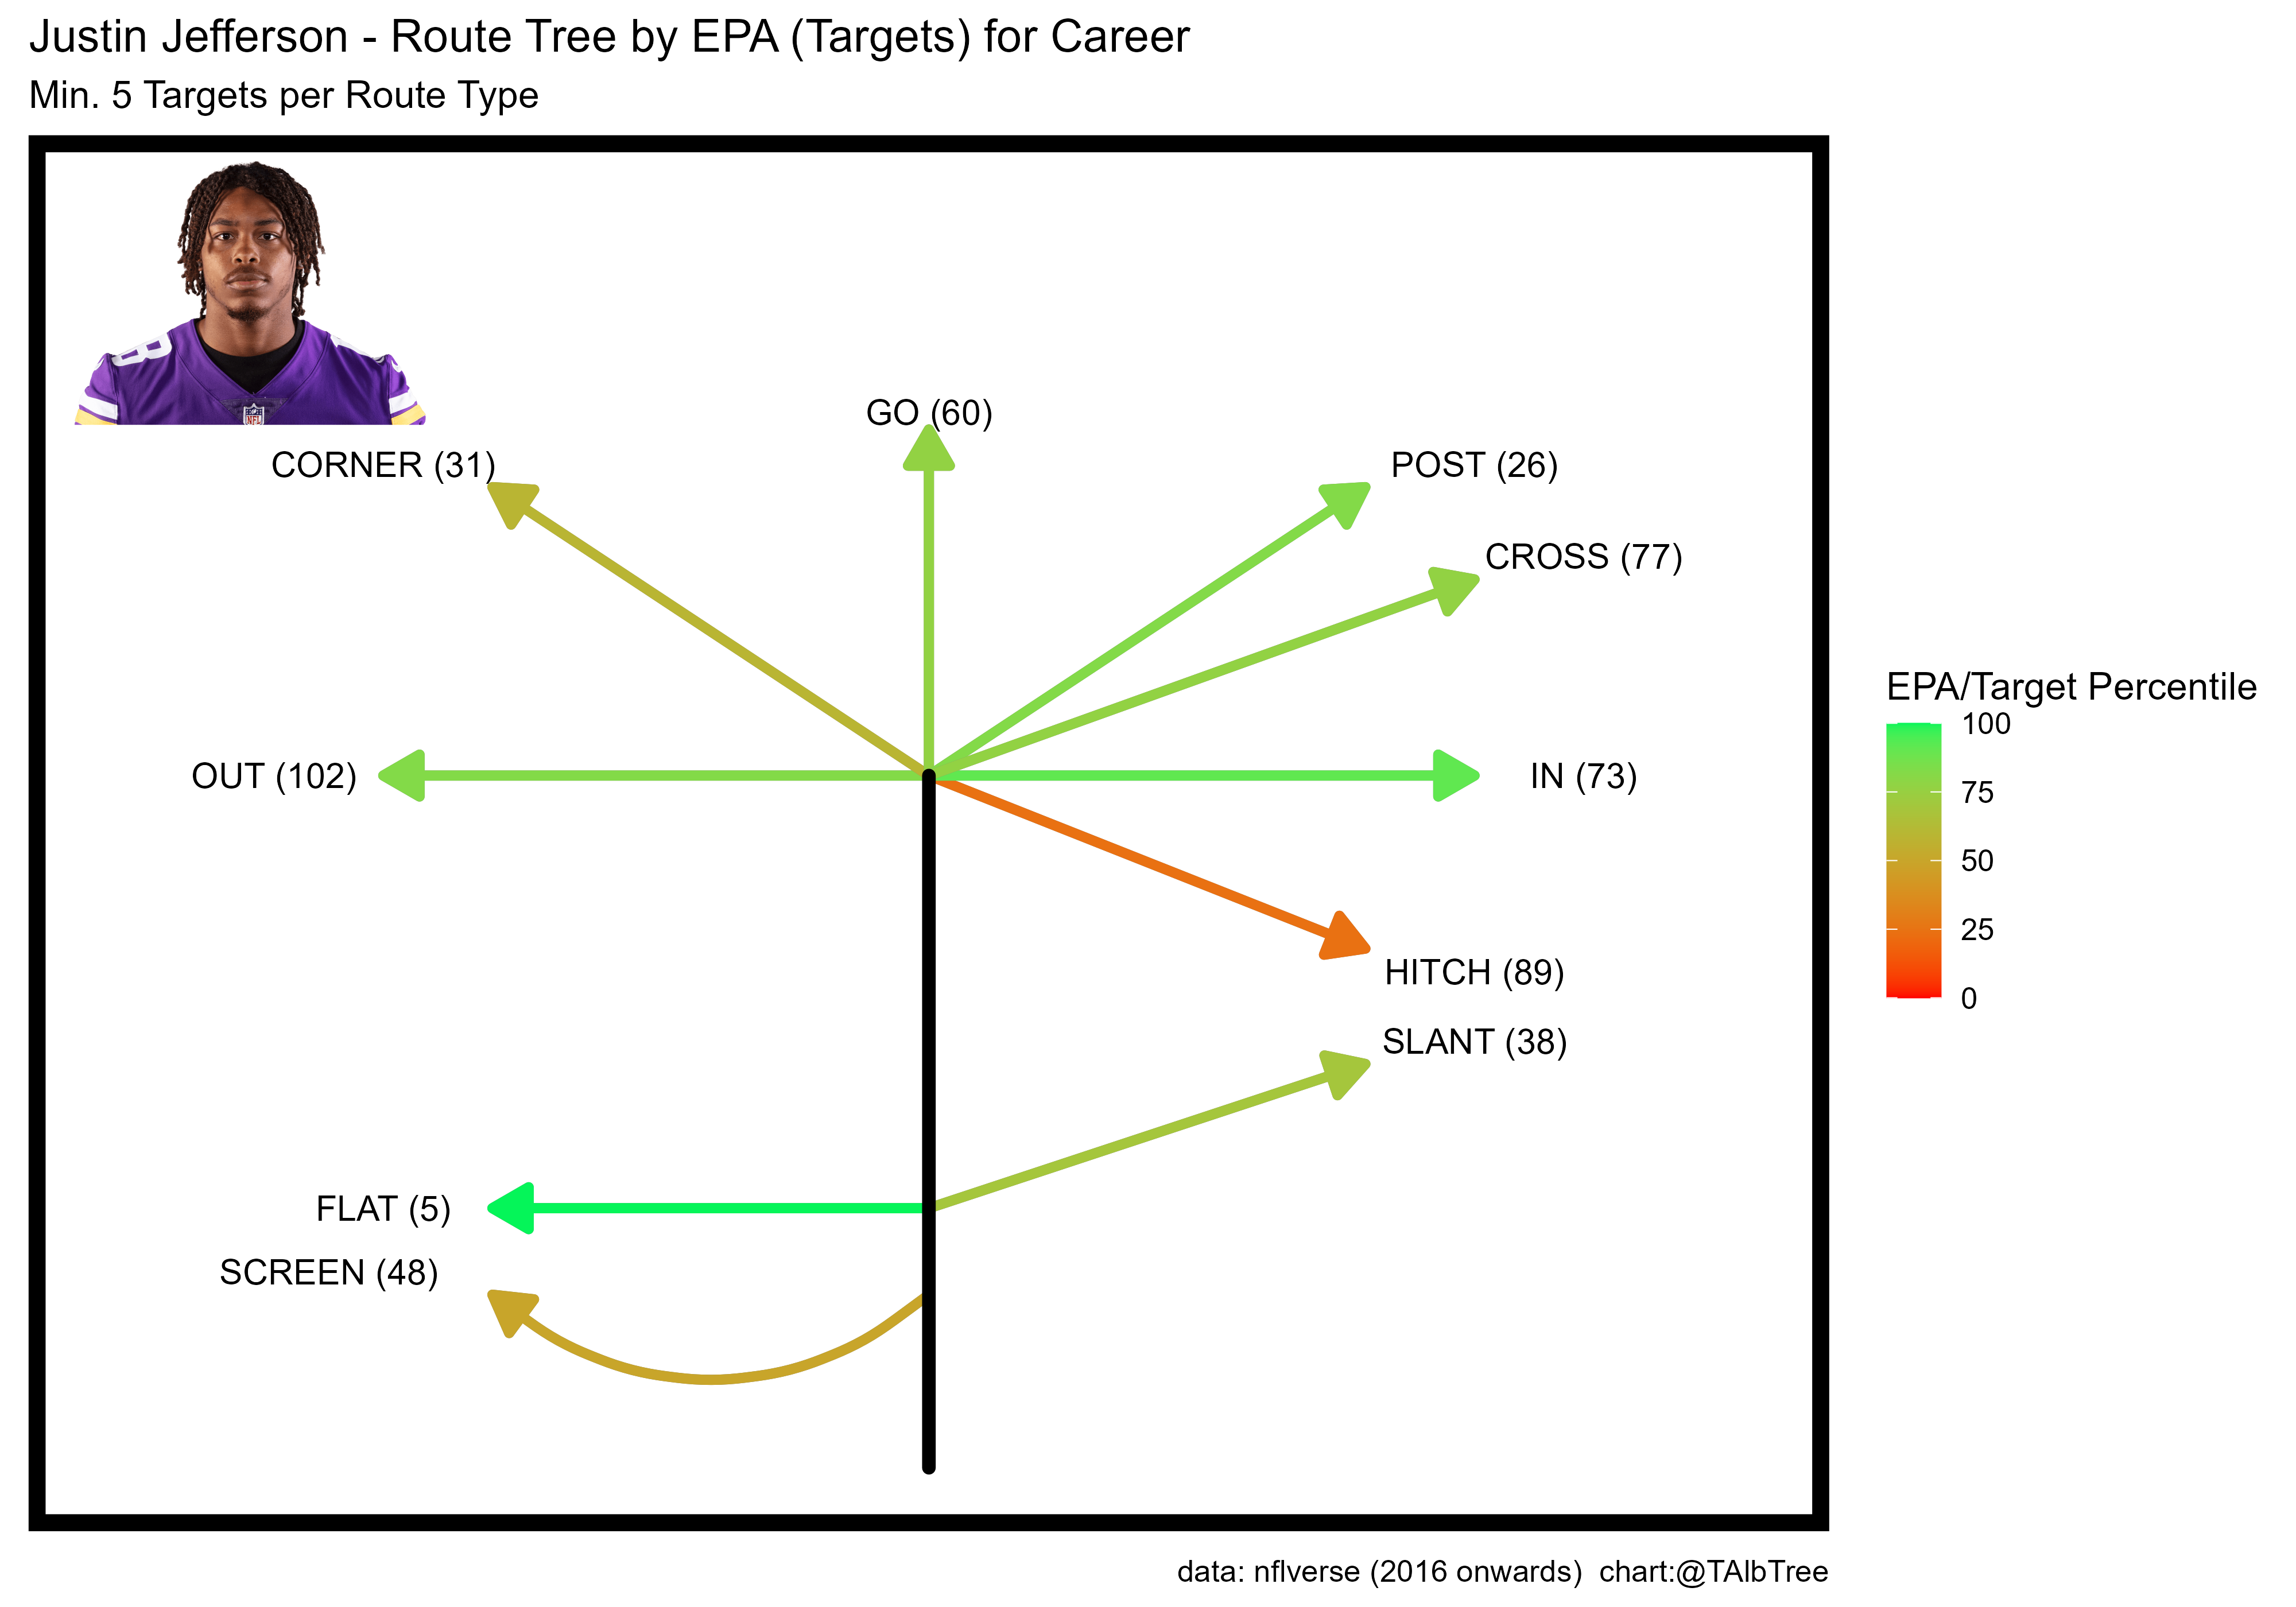 Justin Jefferson - Route Tree by EPA (Targets) for Career
Min. 5 Targets per Route Type
GO (60)
CORNER (31)
POST (26)
CROSS (77)
OUT (102)
IN (73)
HITCH (89)
SLANT (38)
FLAT (5)
SCREEN (48)
EPA/Target Percentile
100
75
50
25
0
NFL
data: nflverse (2016 onwards) chart:@TAlbTree